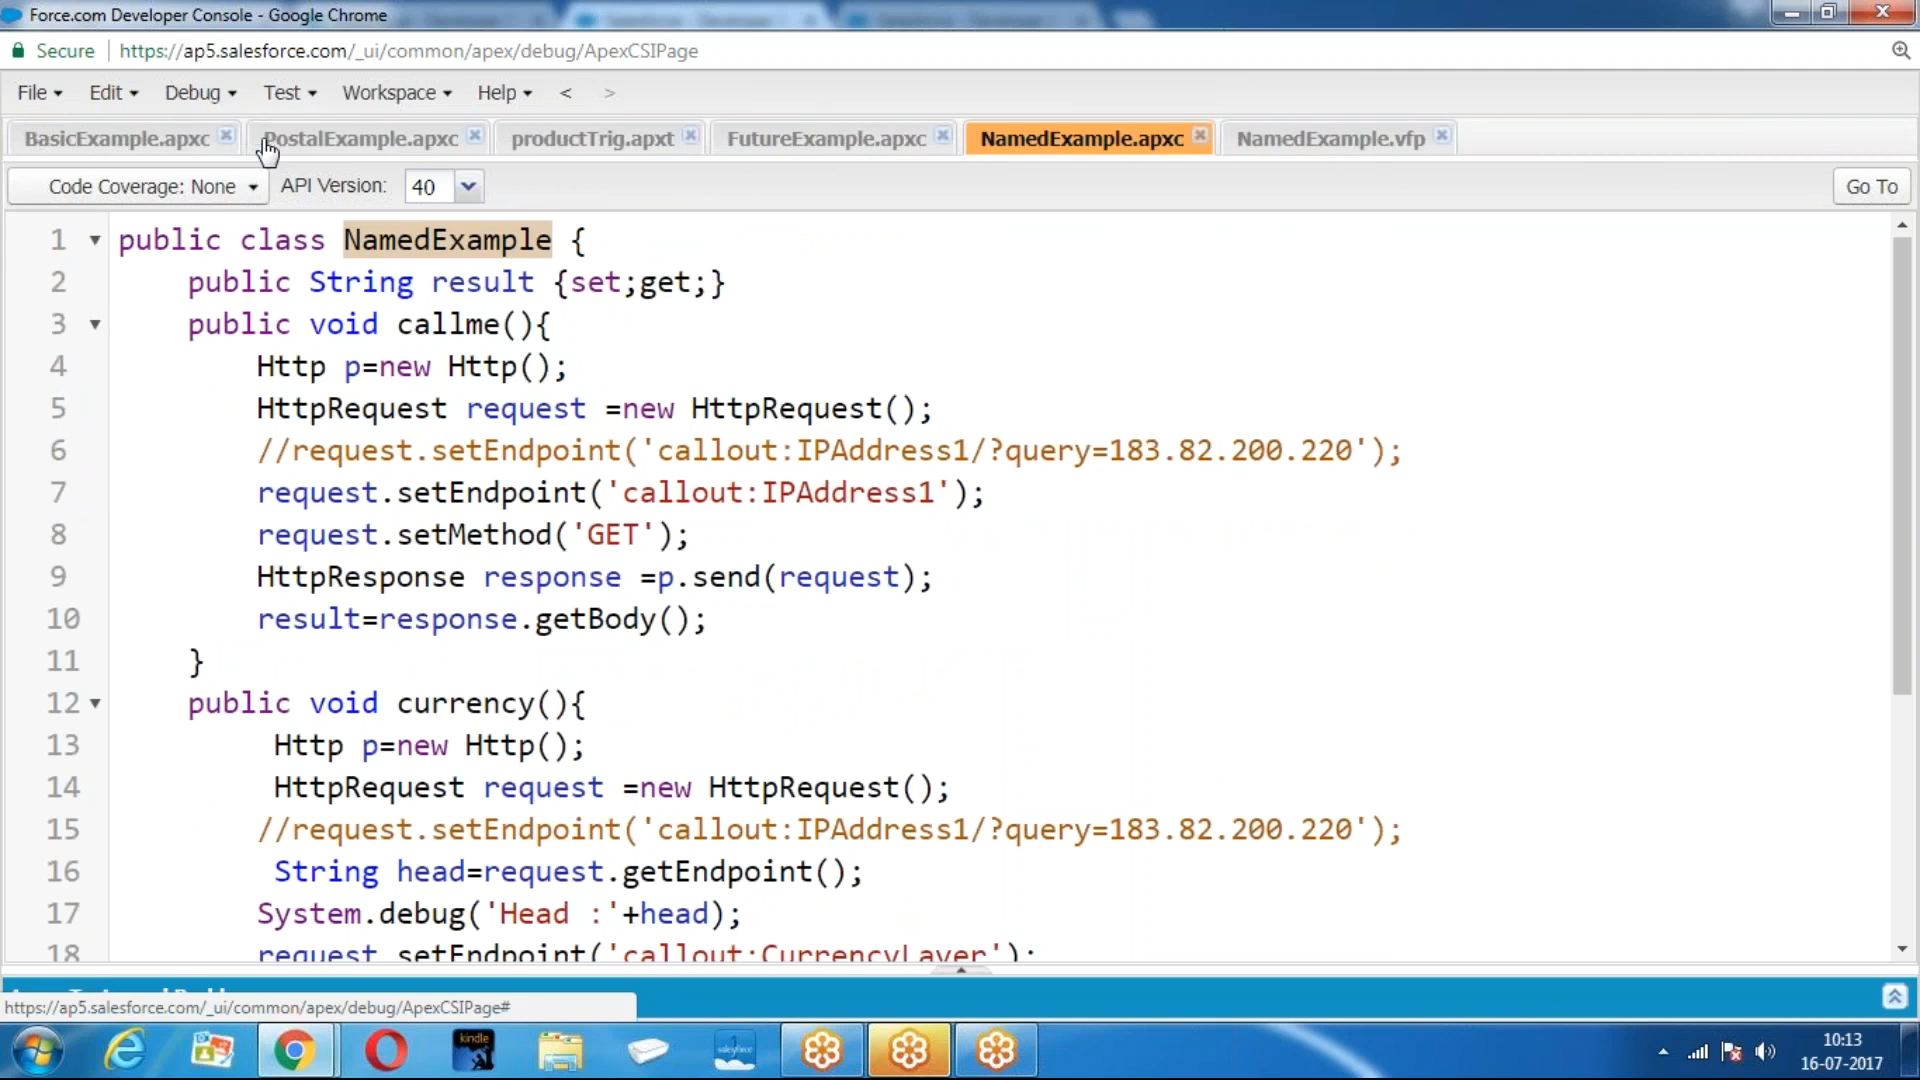 Force.com Developer Console - Google Chrome
Secure https://ap5.salesforce.com/_ui/common/apex/debug/ApexCSIPage
File Edit Debug Test Workspace Help < >
BasicExample.apxc PostalExample.apxc productTrig.apxt FutureExample.apxc NamedExample.apxc NamedExample.vfp
Code Coverage: None API Version: 40 Go To
1 public class NamedExample {
2 public String result {set;get;}
3 public void callme(){
4 Http p=new Http();
5 HttpRequest request =new HttpRequest();
6 //request.setEndpoint('callout:IPAddress1/?query=183.82.200.220');
7 request.setEndpoint('callout:IPAddress1');
8 request.setMethod('GET');
9 HttpResponse response =p.send(request);
10 result=response.getBody();
11 }
12 public void currency(){
13 Http p=new Http();
14 HttpRequest request =new HttpRequest();
15 //request.setEndpoint('callout:IPAddress1/?query=183.82.200.220');
16 String head=request.getEndpoint();
17 System.debug('Head :'+head);
18 request.setEndpoint('callout:CurrencyLayer');
https://ap5.salesforce.com/_ui/common/apex/debug/ApexCSIPage#
kindle
salesforce
10:13
16-07-2017